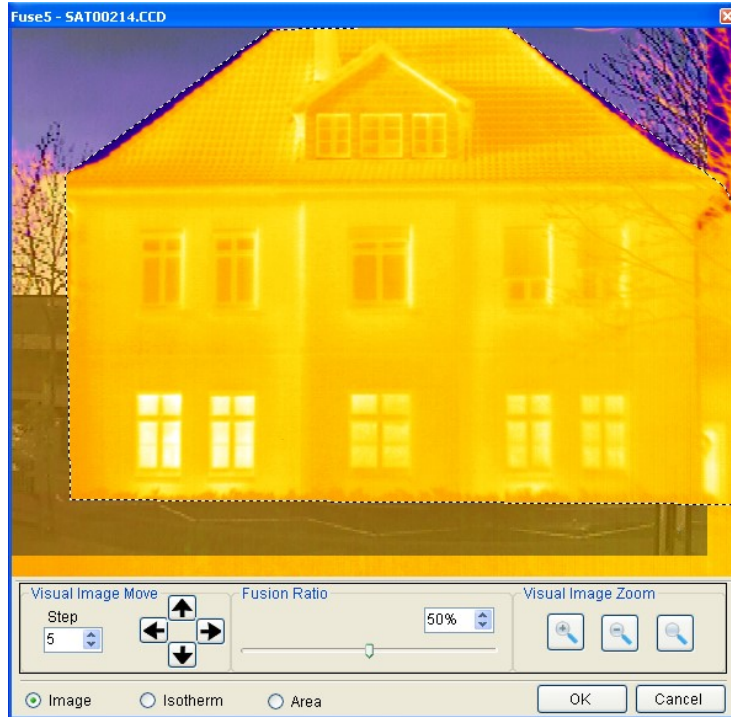 Fuse5 - SAT00214.CCD
Visual Image Move
Step
5
Fusion Ratio
50%
Visual Image Zoom
Image
Isotherm
Area
OK
Cancel